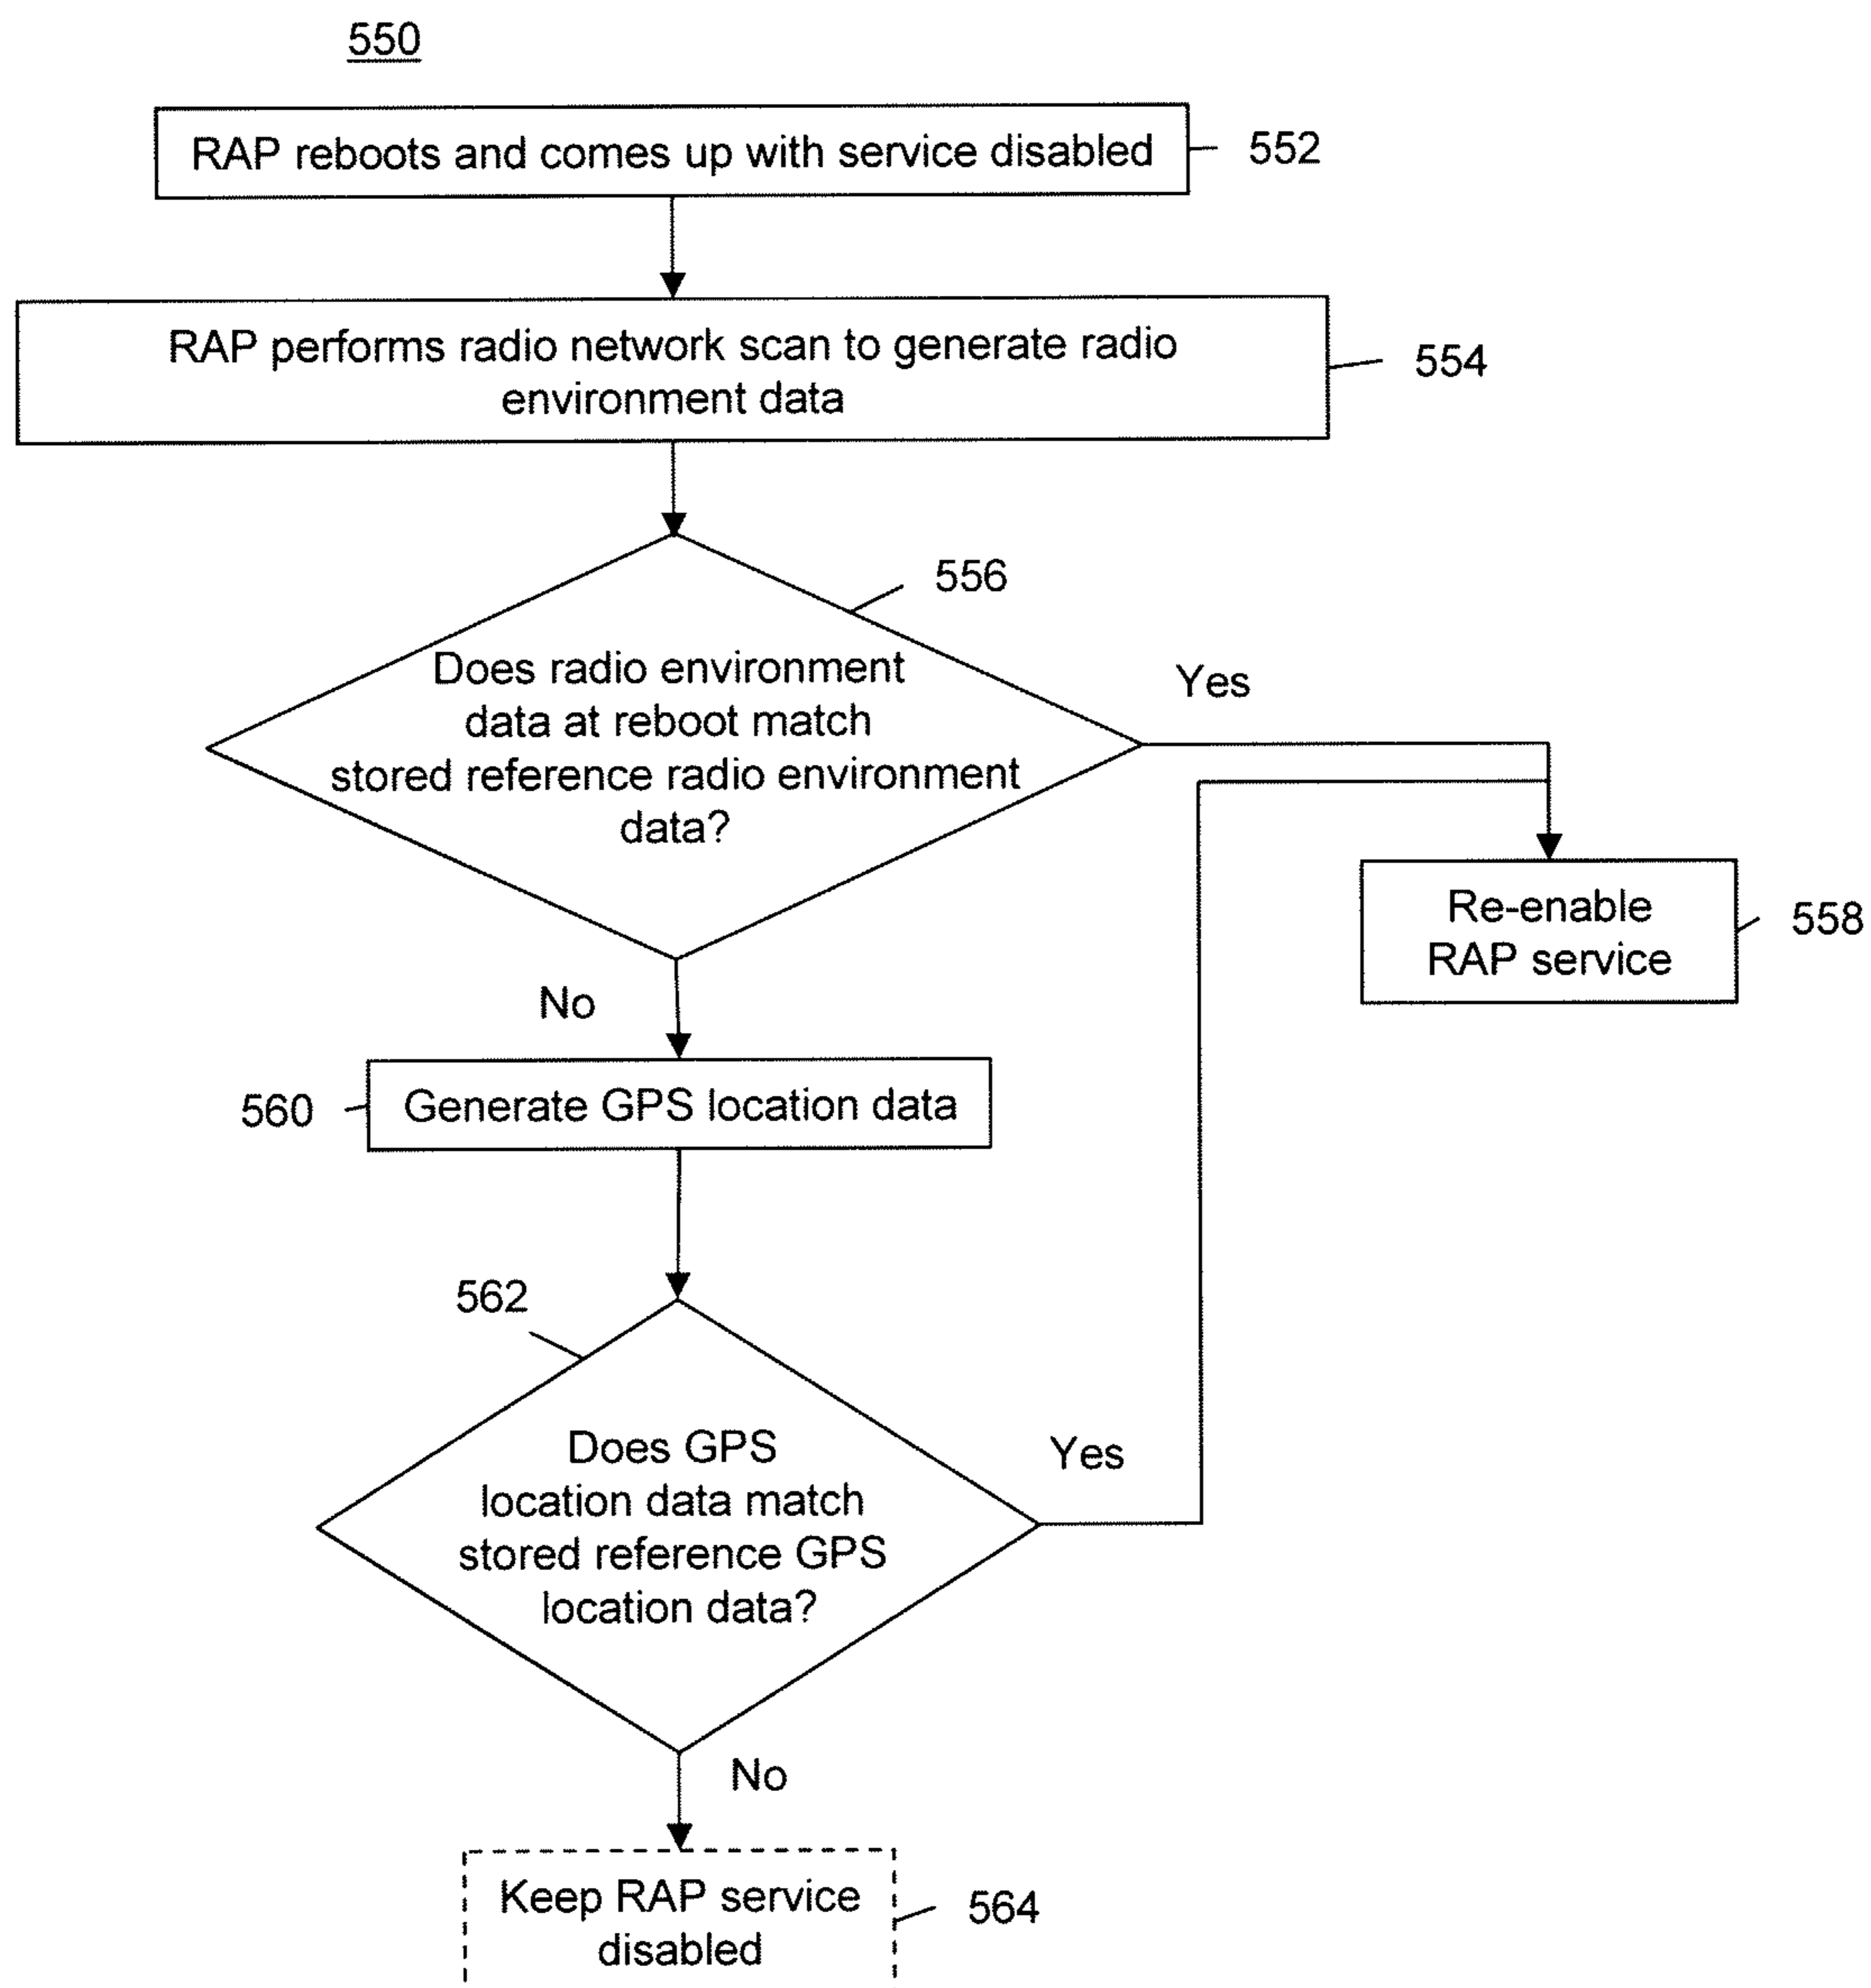 550
RAP reboots and comes up with service disabled
552
RAP performs radio network scan to generate radio
environment data
554
556
Does radio environment
data at reboot match
stored reference radio environment
data?
Yes
Re-enable
RAP service
558
No
560
Generate GPS location data
562
Does GPS
location data match
stored reference GPS
location data?
Yes
No
Keep RAP service
disabled
564